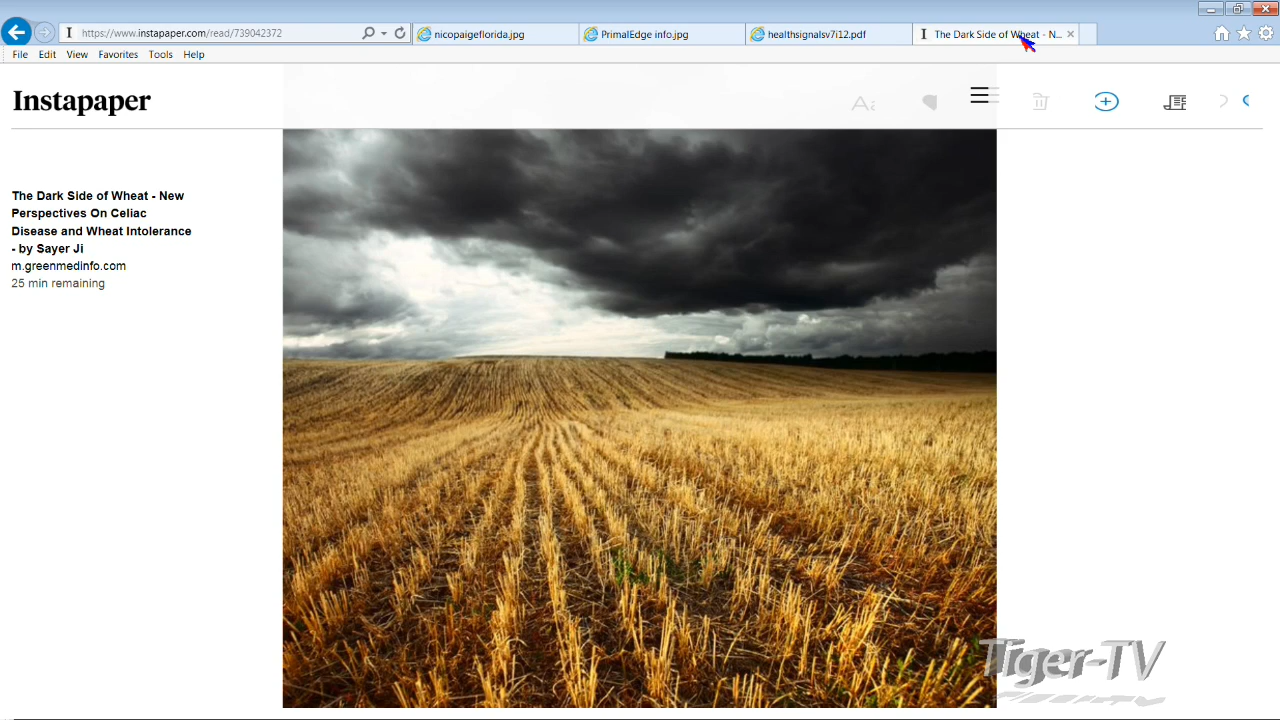 https://www.instapaper.com/read/739042372
nicopaigeflorida.jpg
PrimalEdge info.jpg
healthsignalsv7i12.pdf
The Dark Side of Wheat - N...
File Edit View Favorites Tools Help
Instapaper
The Dark Side of Wheat - New
Perspectives On Celiac
Disease and Wheat Intolerance
- by Sayer Ji
m.greenmedinfo.com
25 min remaining
Tiger-TV